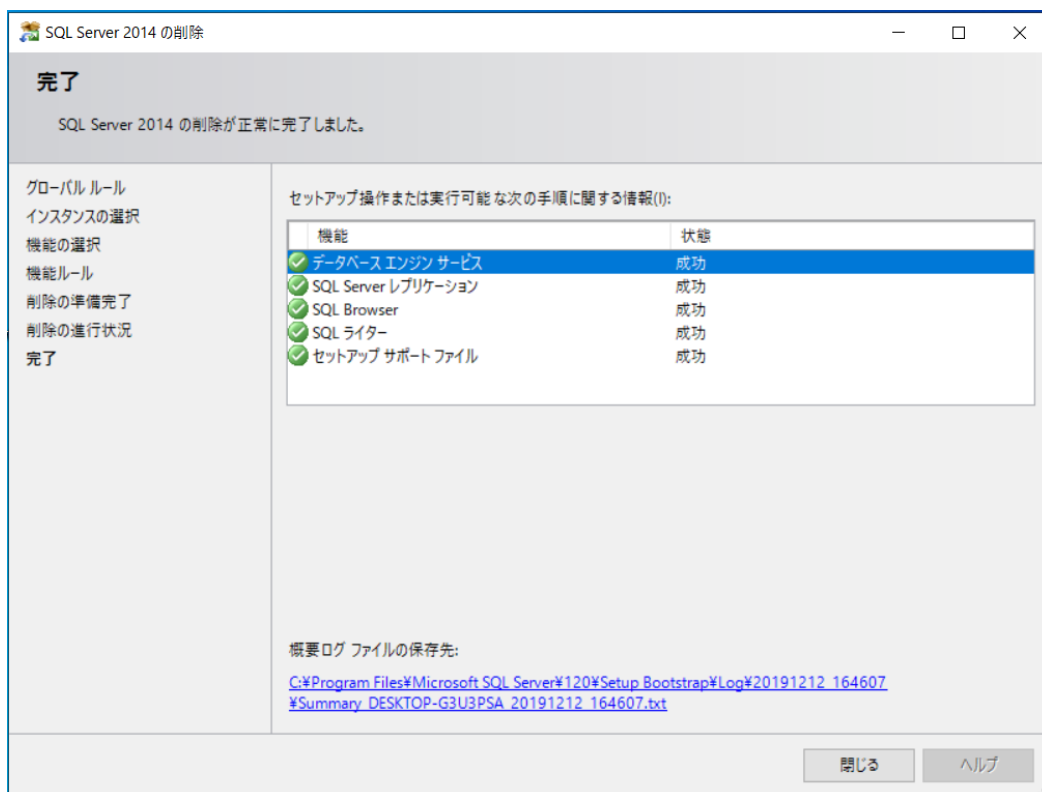 SQL Server 2014 の削除
完了
SQL Server 2014 の削除が正常に完了しました。
グローバル ルール
インスタンスの選択
機能の選択
機能ルール
削除の準備完了
削除の進行状況
完了
セットアップ操作または実行可能な次の手順に関する情報(I):
機能 状態
データベース エンジン サービス 成功
SQL Server レプリケーション 成功
SQL Browser 成功
SQL ライター 成功
セットアップ サポート ファイル 成功
概要ログ ファイルの保存先:
C:¥Program Files¥Microsoft SQL Server¥120¥Setup Bootstrap¥Log¥20191212_164607
¥Summary_DESKTOP-G3U3PSA_20191212_164607.txt
閉じる ヘルプ